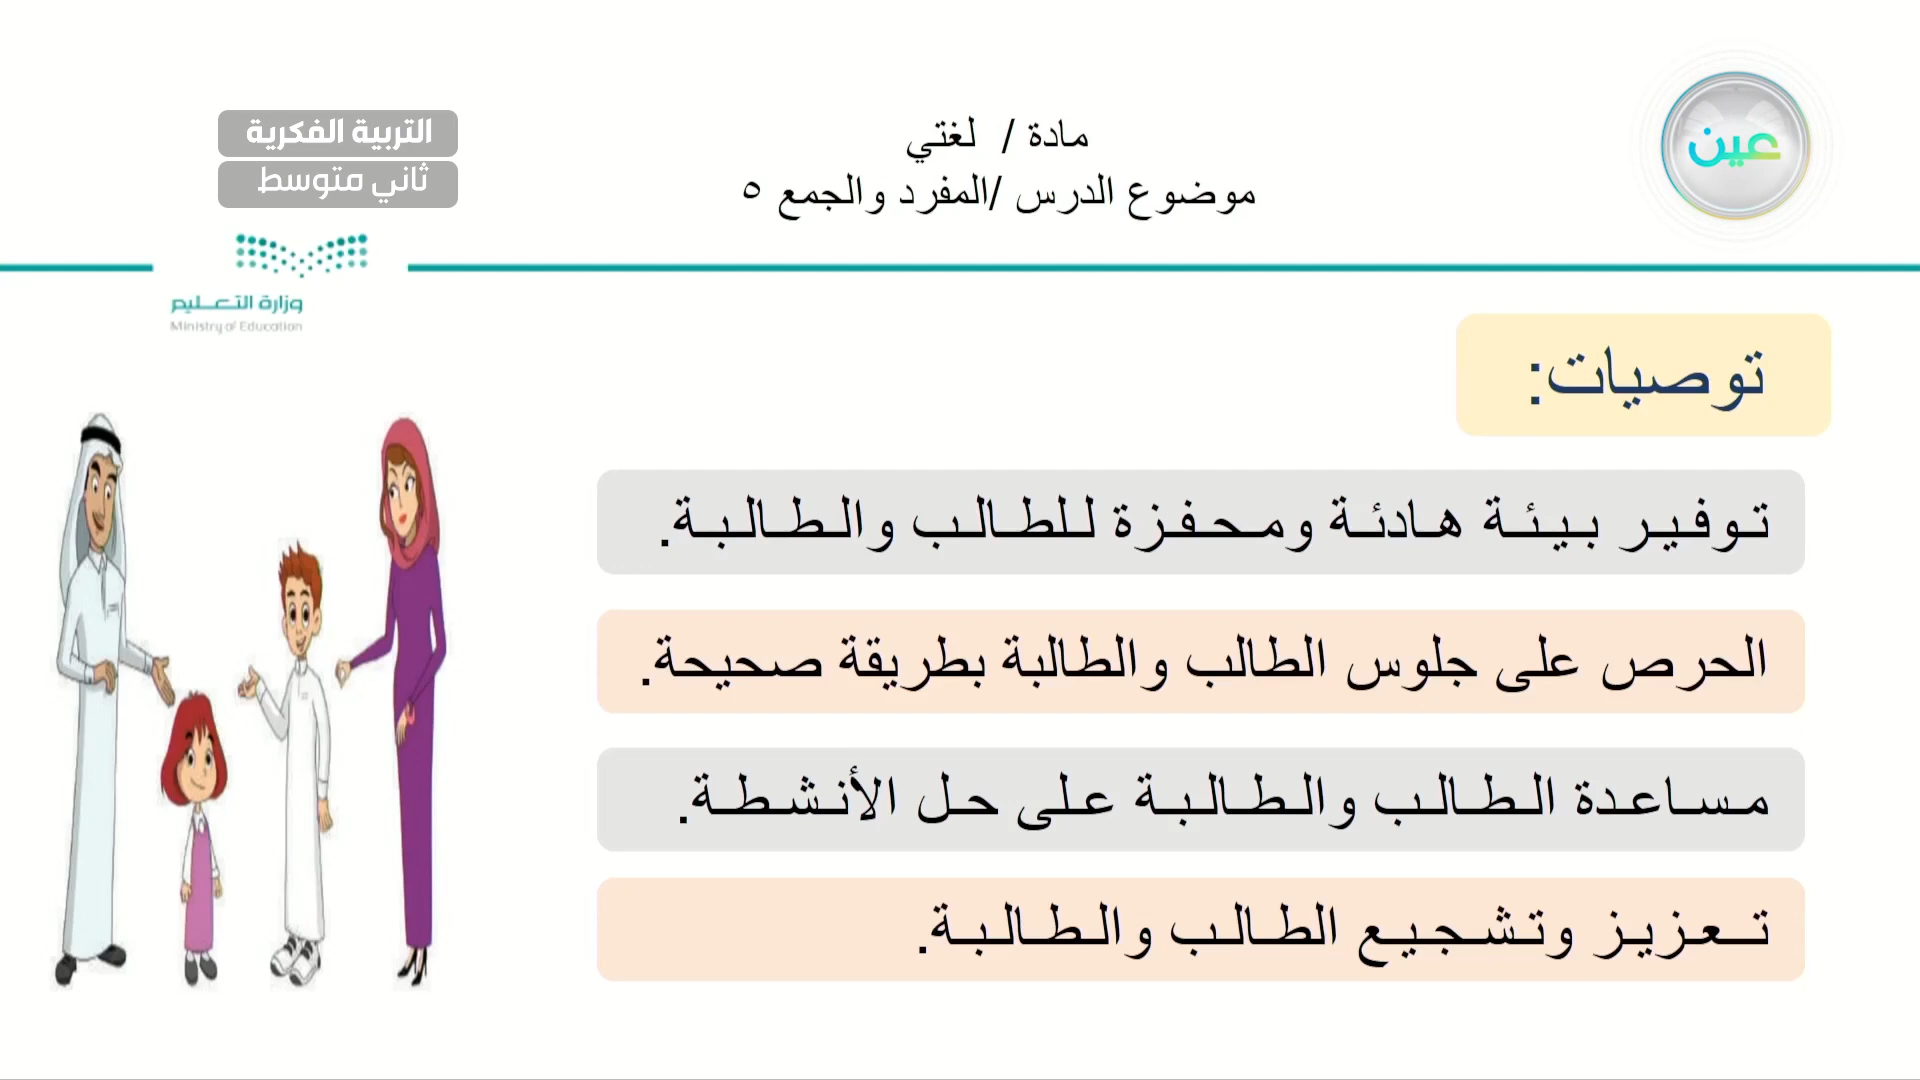 عين
مادة / لغتي
موضوع الدرس /المفرد والجمع ٥
التربية الفكرية
ثاني متوسط
وزارة التعليم
Ministry of Education
توصيات:
توفير بيئة هادئة ومحفزة للطالب والطالبة.
الحرص على جلوس الطالب والطالبة بطريقة صحيحة.
مساعدة الطالب والطالبة على حل الأنشطة.
تعزيز وتشجيع الطالب والطالبة.